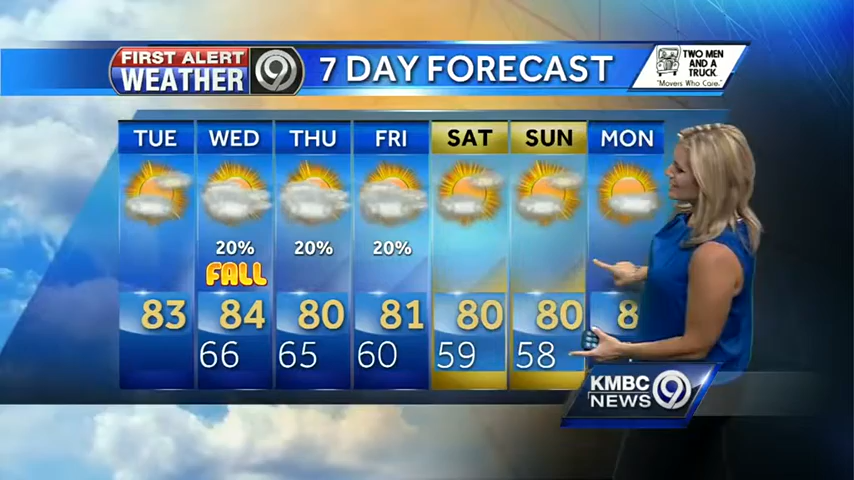 FIRST ALERT
WEATHER 9
7 DAY FORECAST
TWO MEN
AND A
TRUCK.
"Movers Who Care."
TUE WED THU FRI SAT SUN MON
20% 20% 20%
FALL
83 84 80 81 80 80 8
66 65 60 59 58
KMBC
NEWS 9